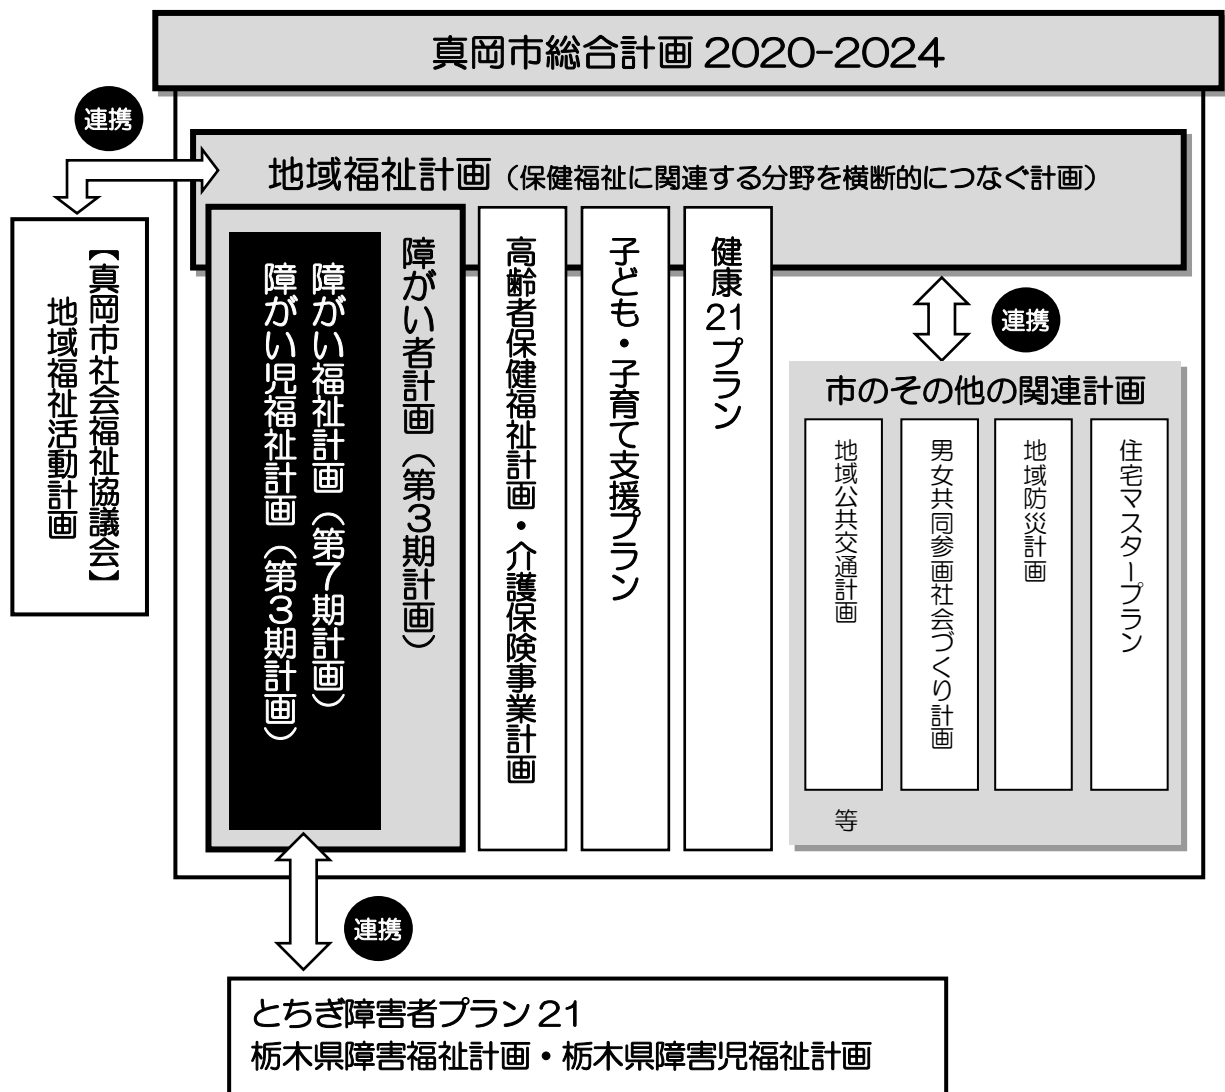 真岡市総合計画 2020-2024
連携
地域福祉計画（保健福祉に関連する分野を横断的につなぐ計画）
【真岡市社会福祉協議会】
地域福祉活動計画
障がい者計画（第３期計画）
障がい福祉計画（第７期計画）
障がい児福祉計画（第３期計画）
高齢者保健福祉計画・介護保険事業計画
子ども・子育て支援プラン
健康21プラン
連携
市のその他の関連計画
地域公共交通計画
男女共同参画社会づくり計画
地域防災計画
住宅マスタープラン
等
連携
とちぎ障害者プラン 21
栃木県障害福祉計画・栃木県障害児福祉計画